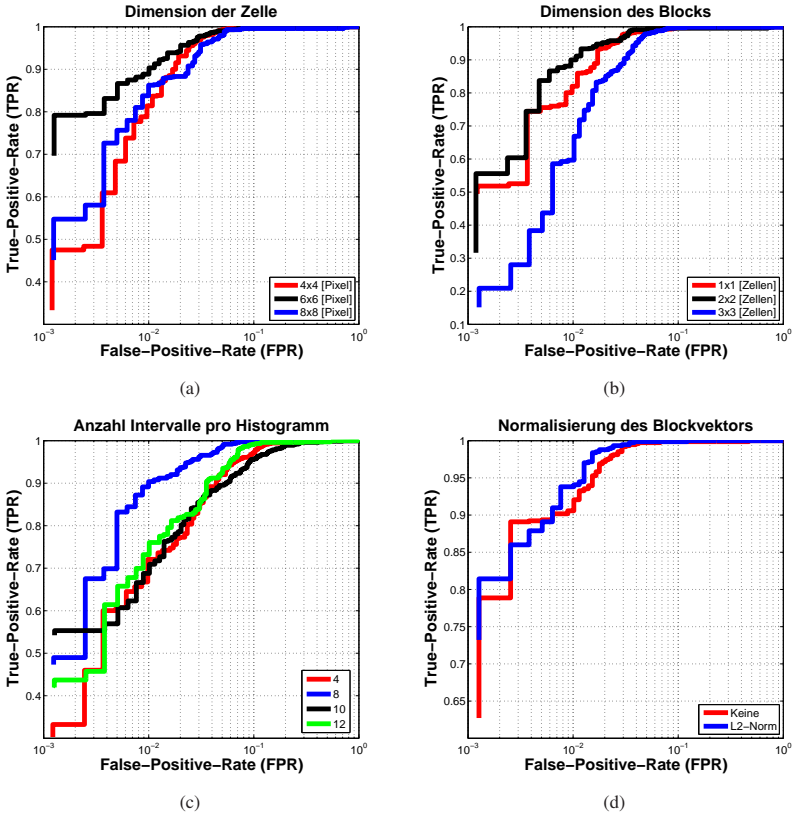 Dimension der Zelle
True−Positive−Rate (TPR)
1
0.9
0.8
0.7
0.6
0.5
0.4
4x4 [Pixel]
6x6 [Pixel]
8x8 [Pixel]
10−3 10−2 10−1 100
False−Positive−Rate (FPR)
(a)
Dimension des Blocks
True−Positive−Rate (TPR)
1
0.9
0.8
0.7
0.6
0.5
0.4
0.3
0.2
0.1
1x1 [Zellen]
2x2 [Zellen]
3x3 [Zellen]
10−3 10−2 10−1 100
False−Positive−Rate (FPR)
(b)
Anzahl Intervalle pro Histogramm
True−Positive−Rate (TPR)
1
0.9
0.8
0.7
0.6
0.5
0.4
4
8
10
12
10−3 10−2 10−1 100
False−Positive−Rate (FPR)
(c)
Normalisierung des Blockvektors
True−Positive−Rate (TPR)
1
0.95
0.9
0.85
0.8
0.75
0.7
0.65
Keine
L2−Norm
10−3 10−2 10−1 100
False−Positive−Rate (FPR)
(d)